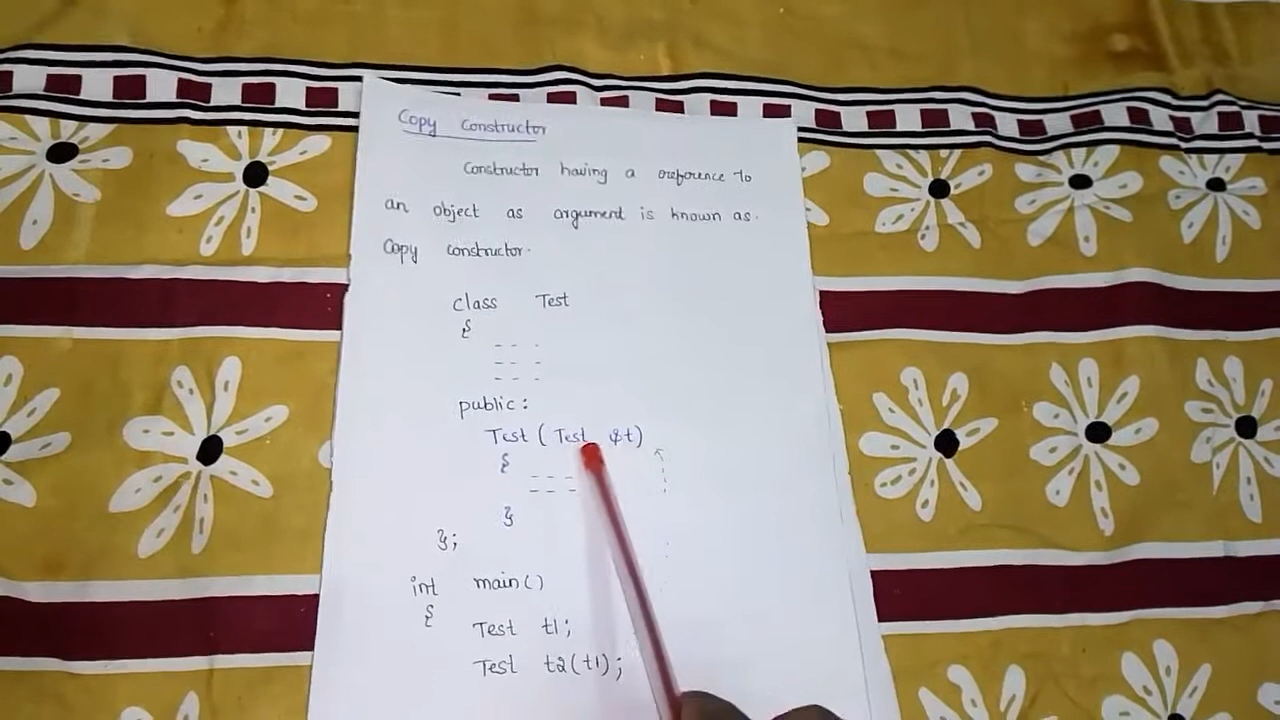 Copy Constructor
Constructor having a reference to
an object as argument is known as.
Copy constructor.
class Test
{
- - -
- - -
- - -
public:
Test ( Test &t)
{
- - -
- - -
}
};
int main()
{
Test t1;
Test t2(t1);